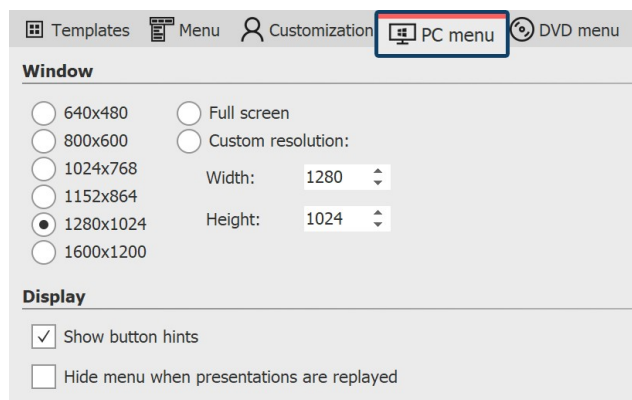 Templates Menu Customization PC menu DVD menu
Window
640x480 Full screen
800x600 Custom resolution:
1024x768 Width: 1280
1152x864
1280x1024 Height: 1024
1600x1200
Display
Show button hints
Hide menu when presentations are replayed